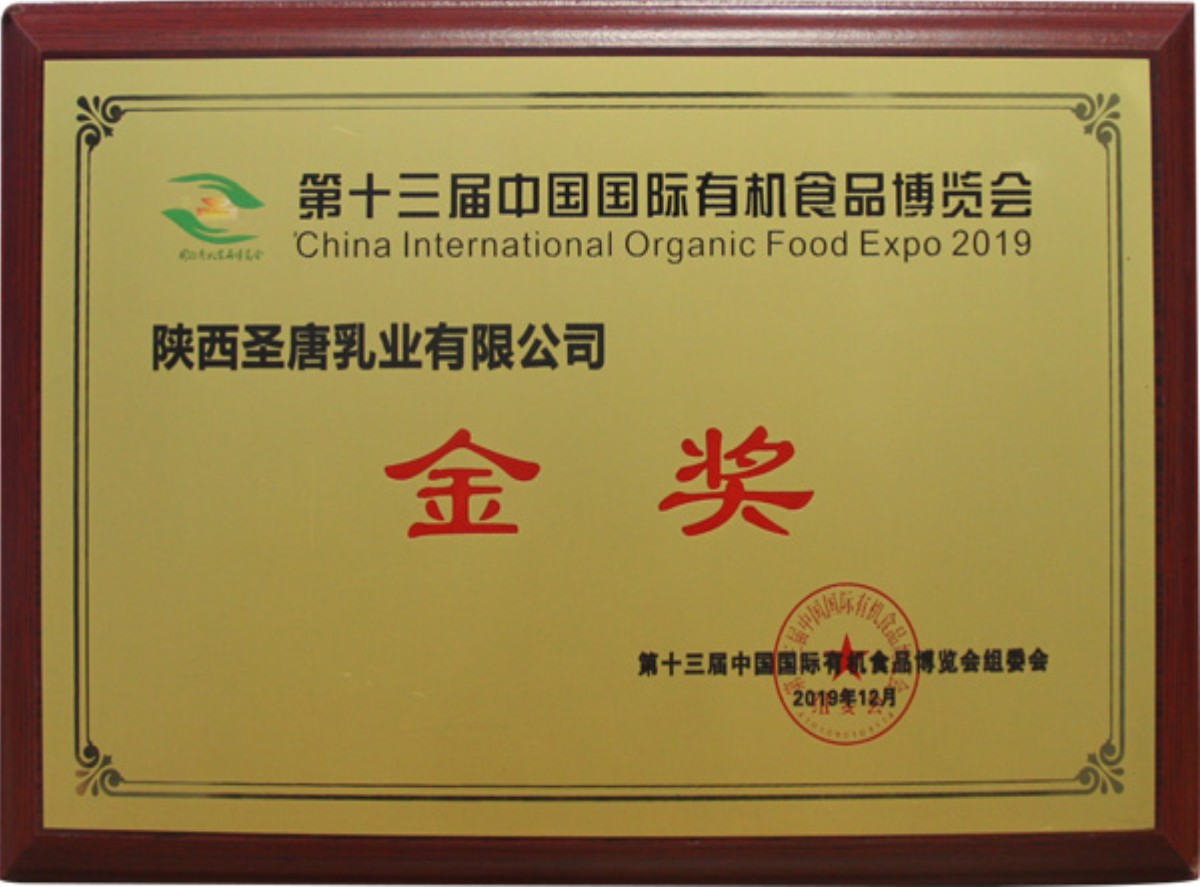 第十三届中国国际有机食品博览会
China International Organic Food Expo 2019
陕西圣唐乳业有限公司
金奖
第十三届中国国际有机食品博览会组委会
2019年12月